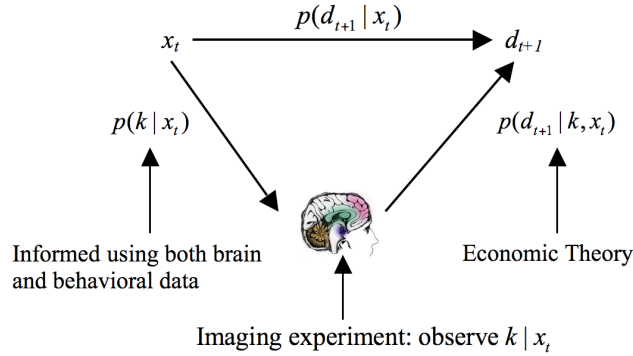 p(d_{t+1} | x_t)
x_t d_{t+1}
p(k | x_t) p(d_{t+1} | k, x_t)
Informed using both brain
and behavioral data
Economic Theory
Imaging experiment: observe k | x_t